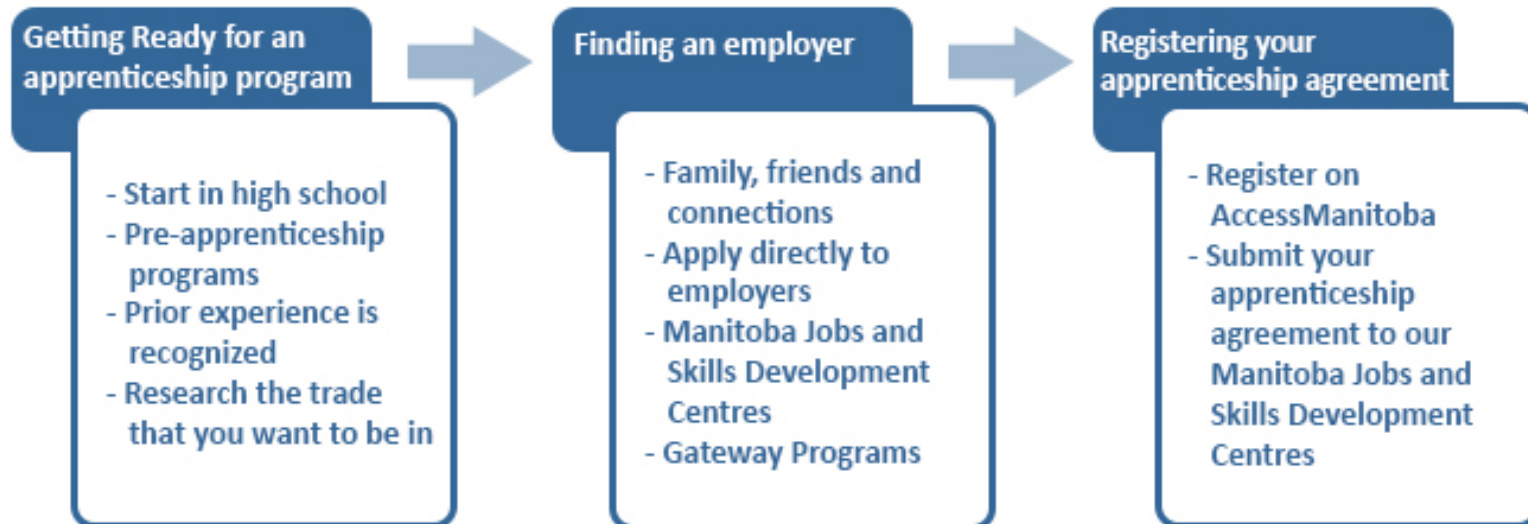 Getting Ready for an
apprenticeship program
- Start in high school
- Pre-apprenticeship
programs
- Prior experience is
recognized
- Research the trade
that you want to be in
Finding an employer
- Family, friends and
connections
- Apply directly to
employers
- Manitoba Jobs and
Skills Development
Centres
- Gateway Programs
Registering your
apprenticeship agreement
- Register on
AccessManitoba
- Submit your
apprenticeship
agreement to our
Manitoba Jobs and
Skills Development
Centres